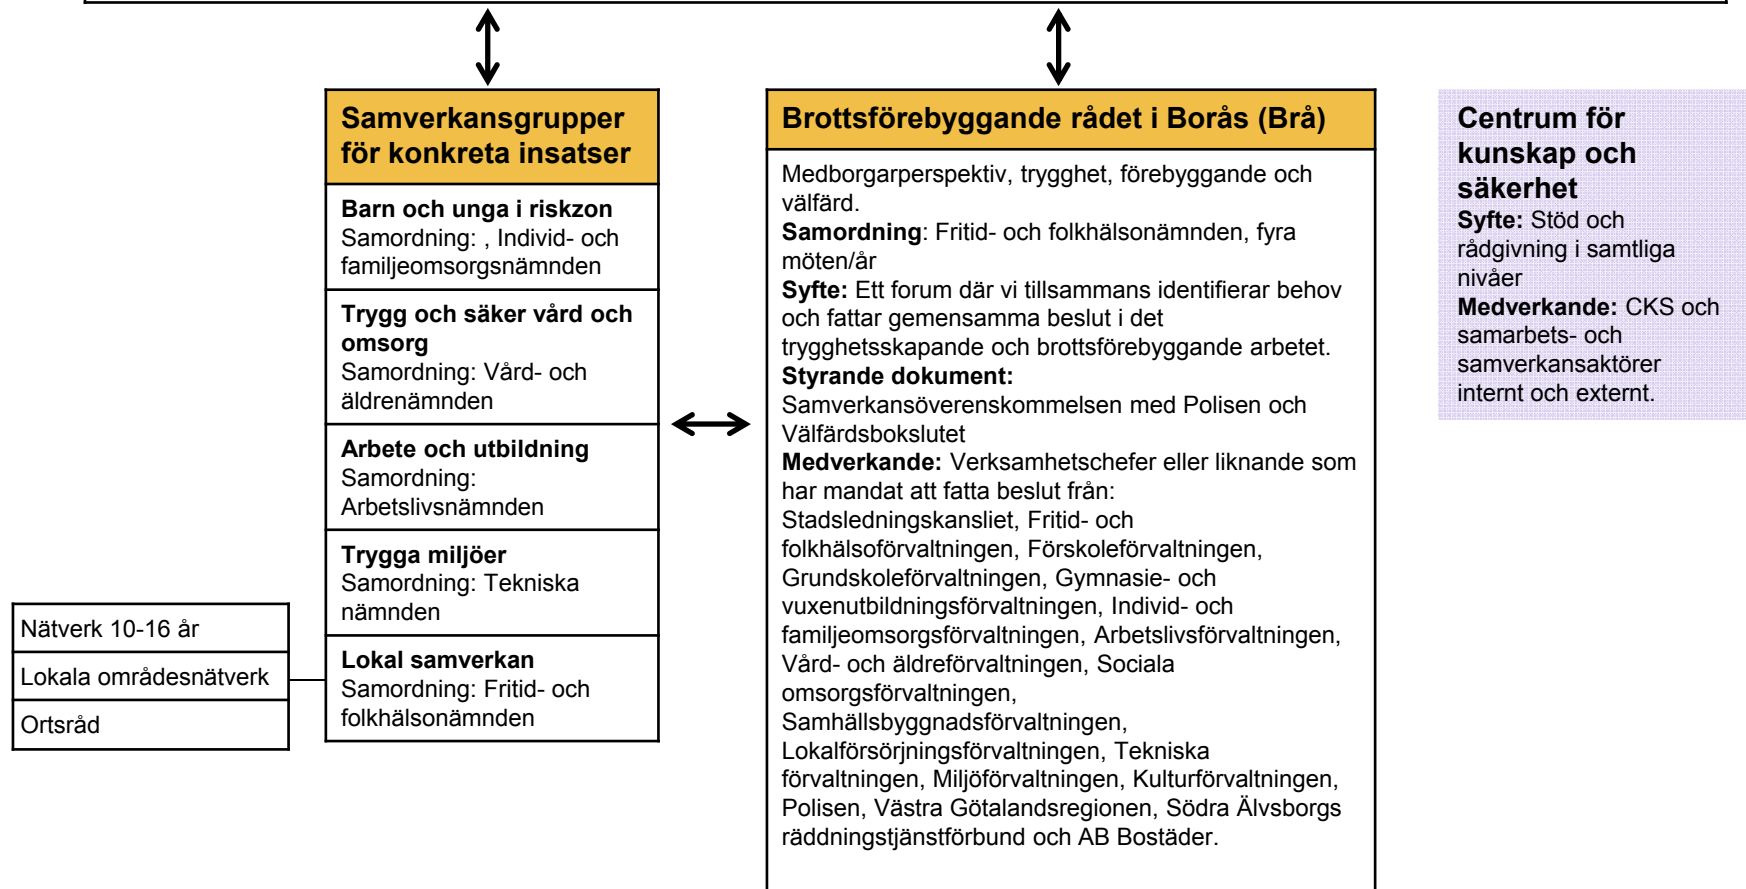 Samverkansgrupper
för konkreta insatser
Barn och unga i riskzon
Samordning: , Individ- och
familjeomsorgsnämnden
Trygg och säker vård och
omsorg
Samordning: Vård- och
äldrenämnden
Arbete och utbildning
Samordning:
Arbetslivsnämnden
Trygga miljöer
Samordning: Tekniska
nämnden
Lokal samverkan
Samordning: Fritid- och
folkhälsonämnden
Nätverk 10-16 år
Lokala områdesnätverk
Ortsråd
Brottsförebyggande rådet i Borås (Brå)
Medborgarperspektiv, trygghet, förebyggande och
välfärd.
Samordning: Fritid- och folkhälsonämnden, fyra
möten/år
Syfte: Ett forum där vi tillsammans identifierar behov
och fattar gemensamma beslut i det
trygghetsskapande och brottsförebyggande arbetet.
Styrande dokument:
Samverkansöverenskommelsen med Polisen och
Välfärdsbokslutet
Medverkande: Verksamhetschefer eller liknande som
har mandat att fatta beslut från:
Stadsledningskansliet, Fritid- och
folkhälsoförvaltningen, Förskoleförvaltningen,
Grundskoleförvaltningen, Gymnasie- och
vuxenutbildningsförvaltningen, Individ- och
familjeomsorgsförvaltningen, Arbetslivsförvaltningen,
Vård- och äldreförvaltningen, Sociala
omsorgsförvaltningen,
Samhällsbyggnadsförvaltningen,
Lokalförsörjningsförvaltningen, Tekniska
förvaltningen, Miljöförvaltningen, Kulturförvaltningen,
Polisen, Västra Götalandsregionen, Södra Älvsborgs
räddningstjänstförbund och AB Bostäder.
Centrum för
kunskap och
säkerhet
Syfte: Stöd och
rådgivning i samtliga
nivåer
Medverkande: CKS och
samarbets- och
samverkansaktörer
internt och externt.